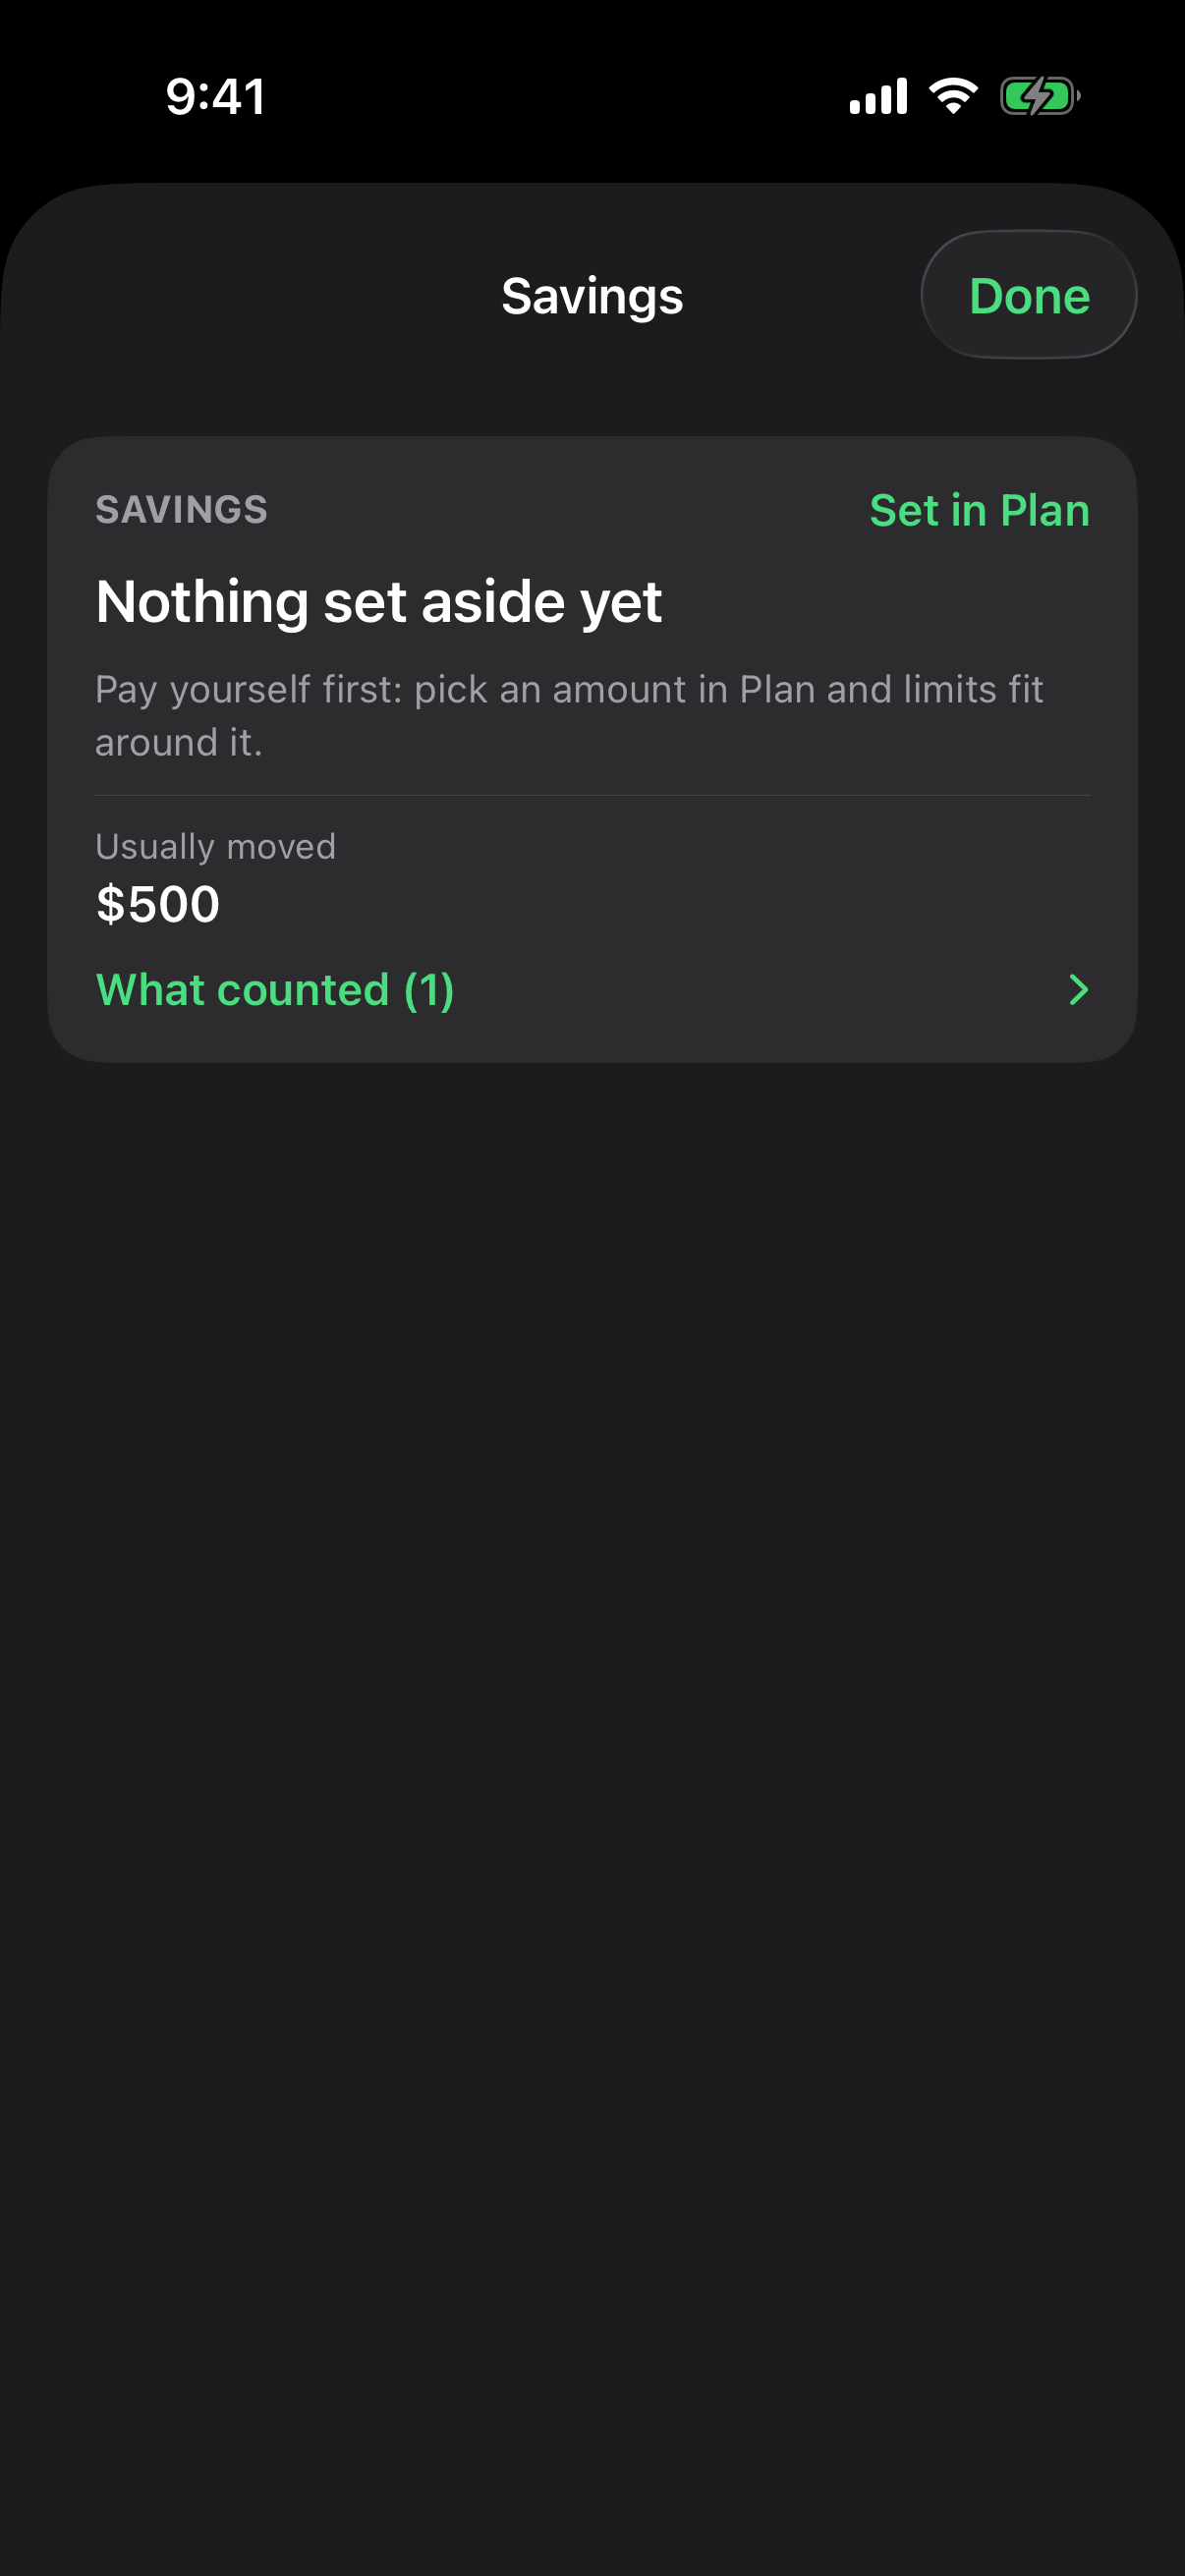 9:41
Savings
Done
SAVINGS
Set in Plan
Nothing set aside yet
Pay yourself first: pick an amount in Plan and limits fit
around it.
Usually moved
$500
What counted (1)